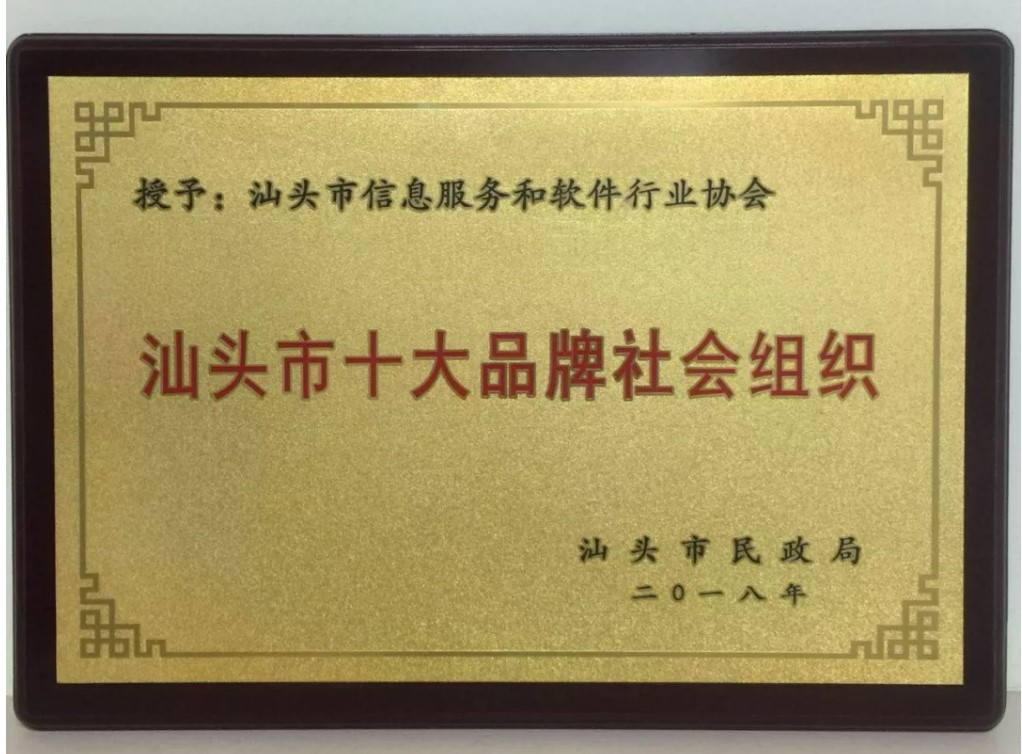 授予：汕头市信息服务和软件行业协会
汕头市十大品牌社会组织
汕头市民政局
二0一八年